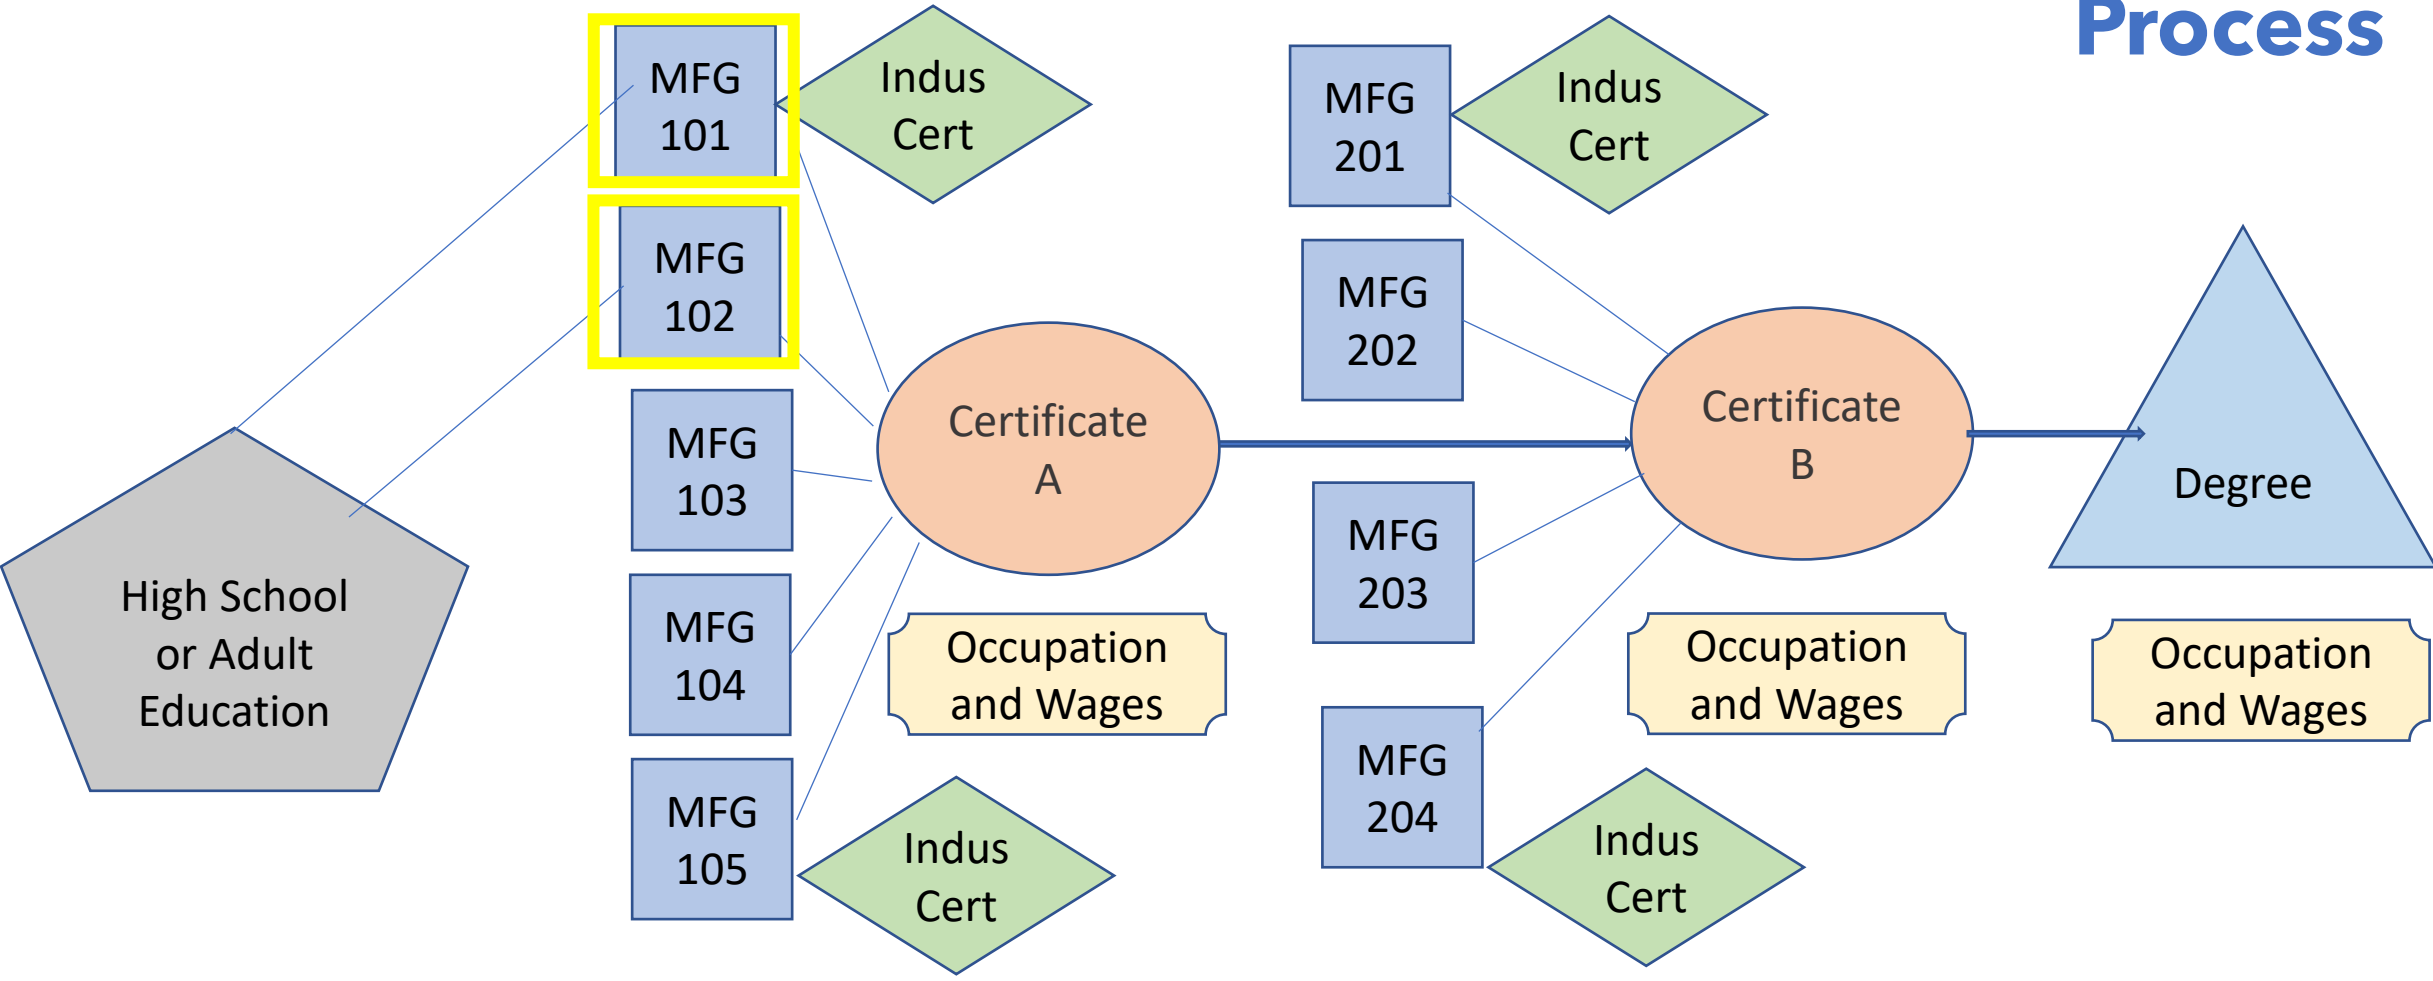 Process
MFG
101
Indus
Cert
MFG
201
Indus
Cert
MFG
102
MFG
202
MFG
103
Certificate
A
Certificate
B
Degree
High School
or Adult
Education
MFG
104
Occupation
and Wages
MFG
203
Occupation
and Wages
Occupation
and Wages
MFG
105
Indus
Cert
MFG
204
Indus
Cert